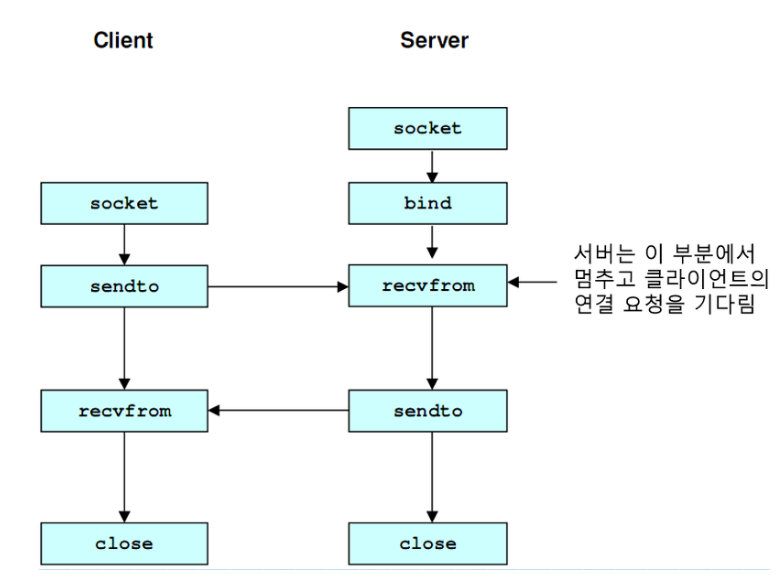 Client
Server
socket
socket
bind
서버는 이 부분에서
멈추고 클라이언트의
연결 요청을 기다림
sendto
recvfrom
recvfrom
sendto
close
close